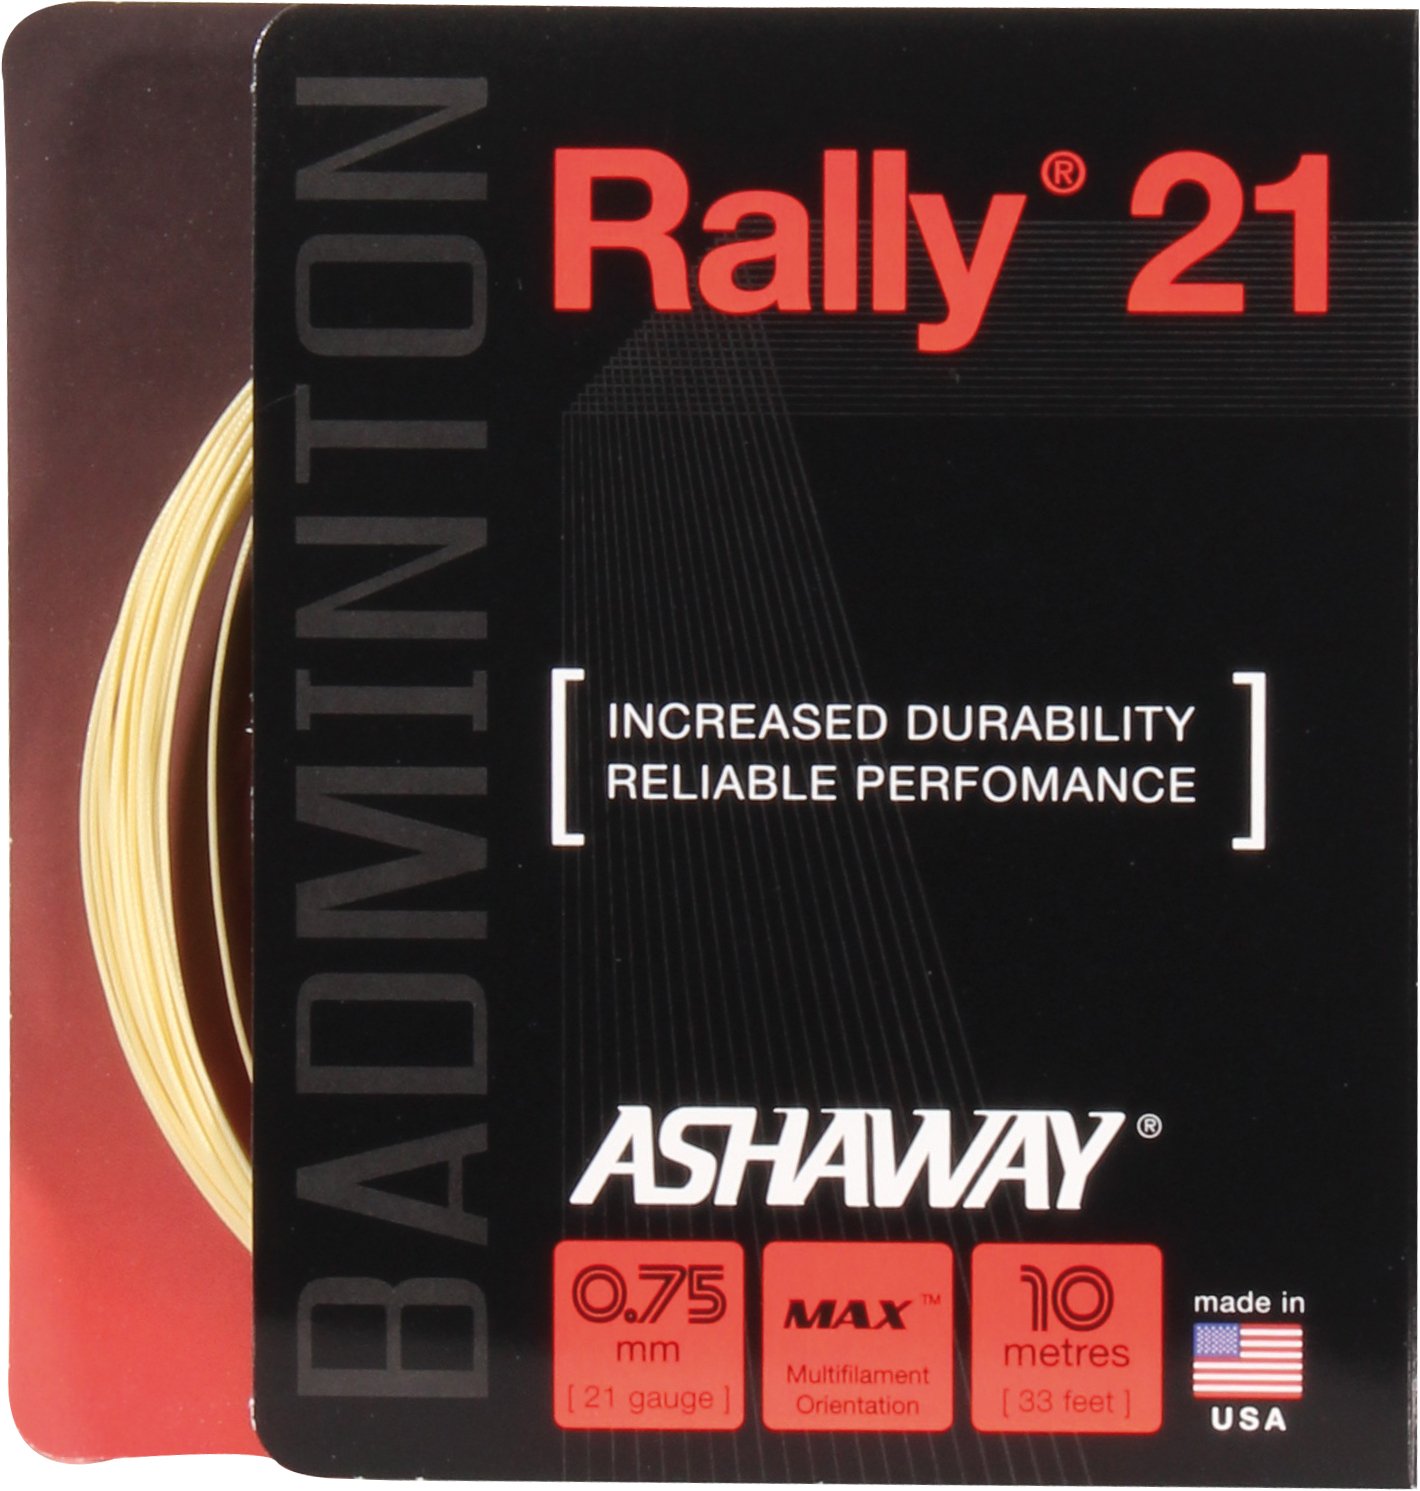 BADMINTON
Rally® 21
INCREASED DURABILITY
RELIABLE PERFOMANCE
ASHAWAY®
0.75
mm
[ 21 gauge ]
MAX™
Multifilament
Orientation
10
metres
[ 33 feet ]
made in
USA